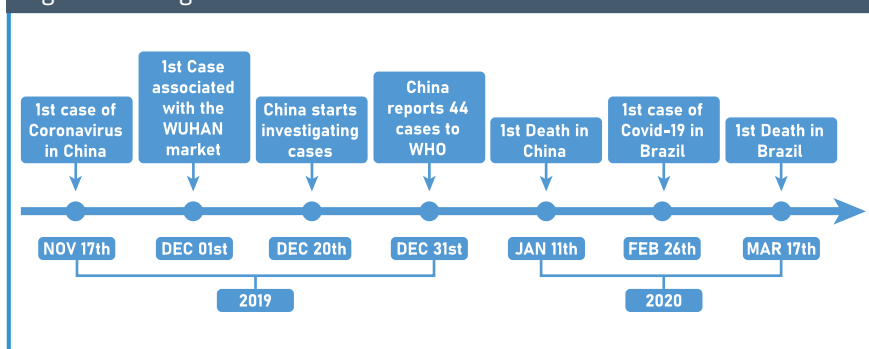 1st case of
Coronavirus
in China
1st Case
associated
with the
WUHAN
market
China starts
investigating
cases
China
reports 44
cases to
WHO
1st Death in
China
1st case of
Covid-19 in
Brazil
1st Death in
Brazil
NOV 17th
DEC 01st
DEC 20th
DEC 31st
JAN 11th
FEB 26th
MAR 17th
2019
2020